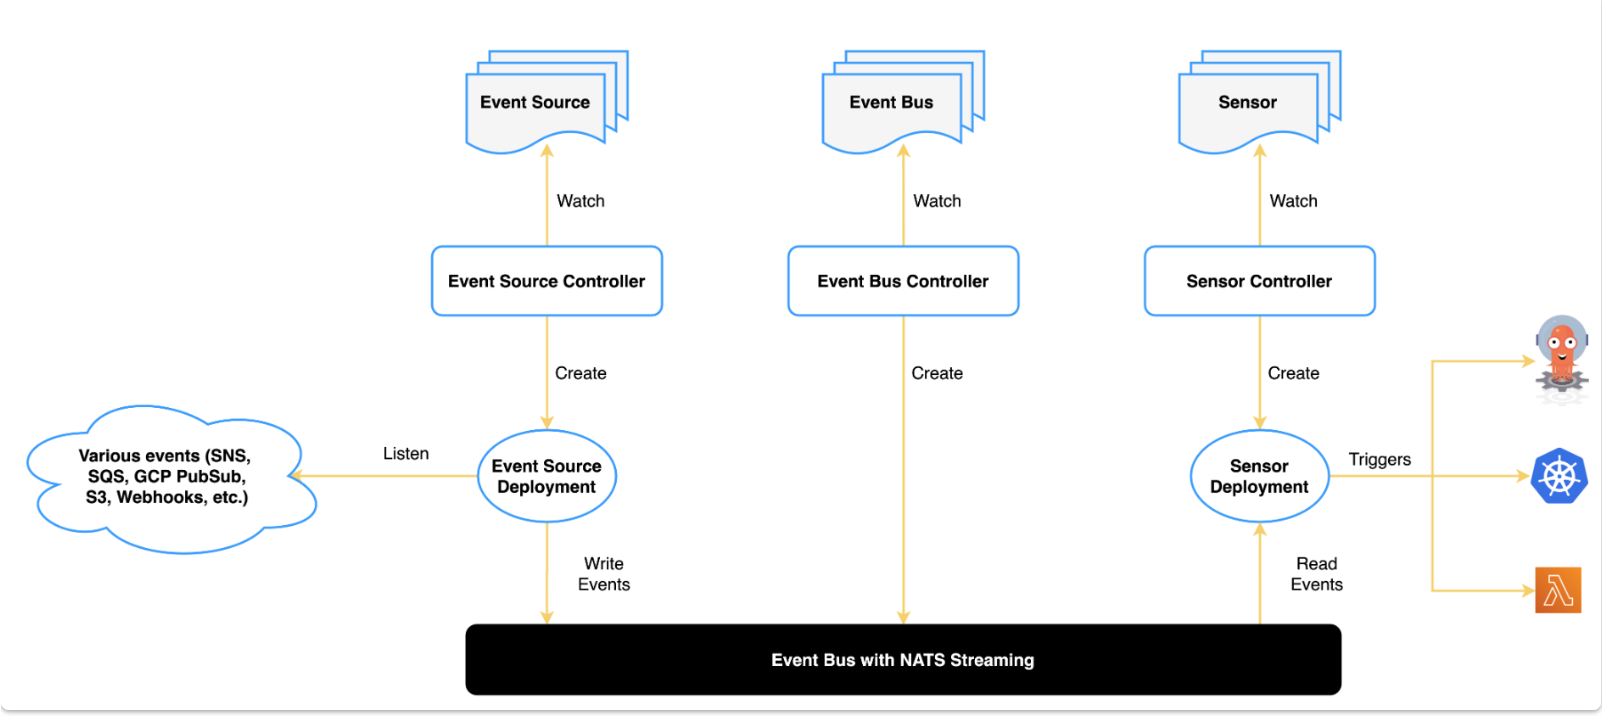 Event Source
Event Bus
Sensor
Watch
Watch
Watch
Event Source Controller
Event Bus Controller
Sensor Controller
Create
Create
Create
Various events (SNS,
SQS, GCP PubSub,
S3, Webhooks, etc.)
Listen
Event Source
Deployment
Sensor
Deployment
Triggers
Write
Events
Read
Events
λ
Event Bus with NATS Streaming